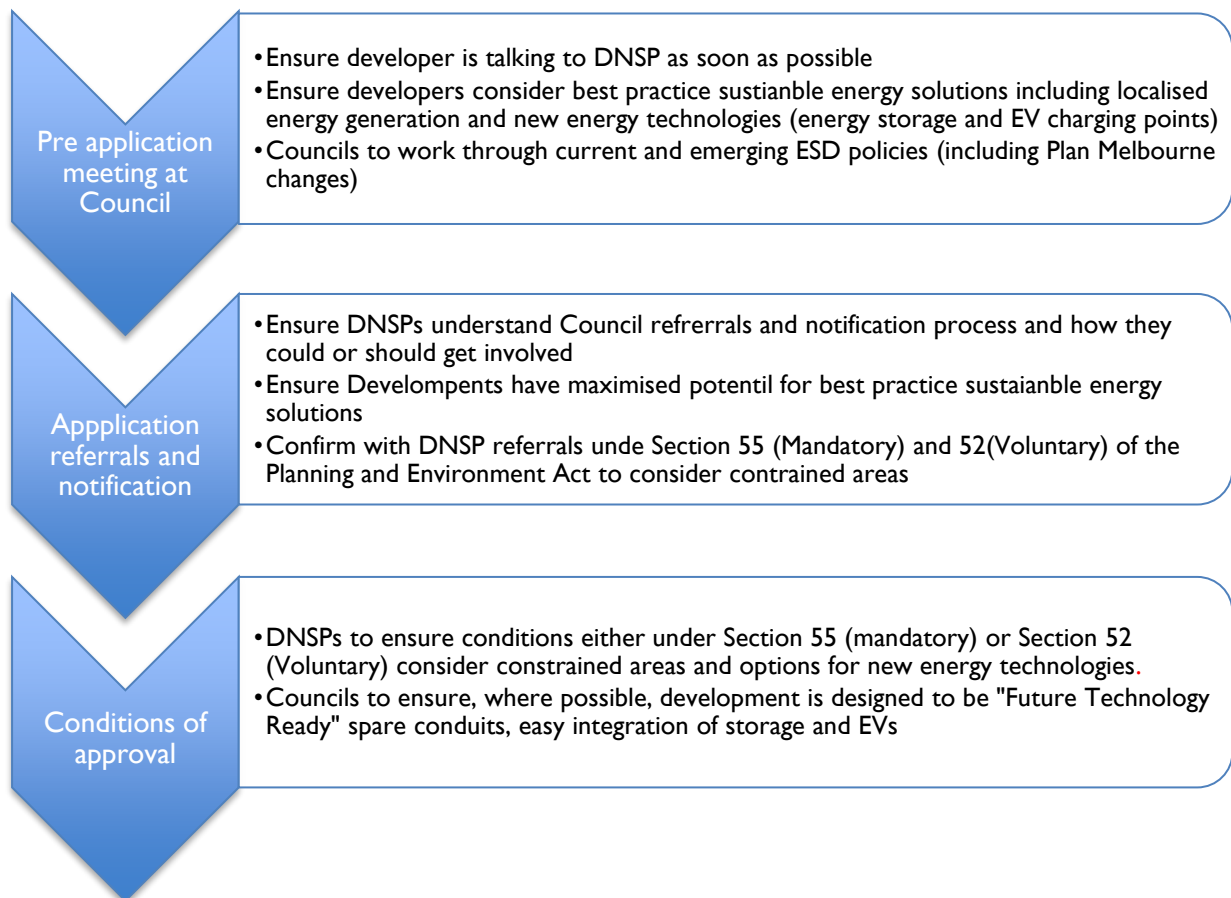 Pre application
meeting at
Council
•Ensure developer is talking to DNSP as soon as possible
•Ensure developers consider best practice sustianble energy solutions including localised
energy generation and new energy technologies (energy storage and EV charging points)
•Councils to work through current and emerging ESD policies (including Plan Melbourne
changes)
Appplication
referrals and
notification
•Ensure DNSPs understand Council refrerrals and notification process and how they
could or should get involved
•Ensure Develompents have maximised potentil for best practice sustaianble energy
solutions
•Confirm with DNSP referrals unde Section 55 (Mandatory) and 52(Voluntary) of the
Planning and Environment Act to consider contrained areas
Conditions of
approval
•DNSPs to ensure conditions either under Section 55 (mandatory) or Section 52
(Voluntary) consider constrained areas and options for new energy technologies.
•Councils to ensure, where possible, development is designed to be "Future Technology
Ready" spare conduits, easy integration of storage and EVs